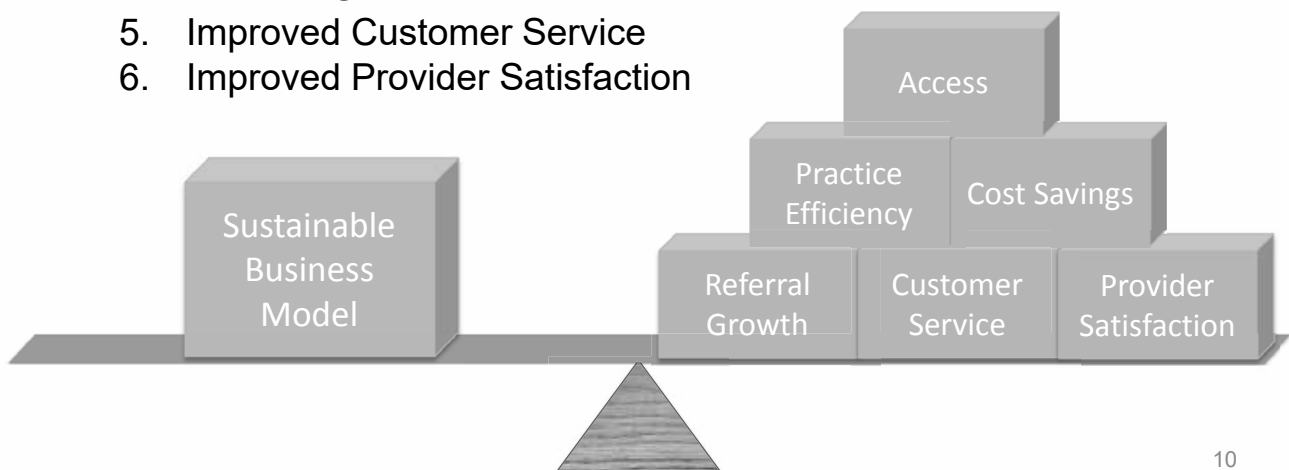 5. Improved Customer Service
6. Improved Provider Satisfaction
Access
Practice
Efficiency
Cost Savings
Sustainable
Business
Model
Referral
Growth
Customer
Service
Provider
Satisfaction
10